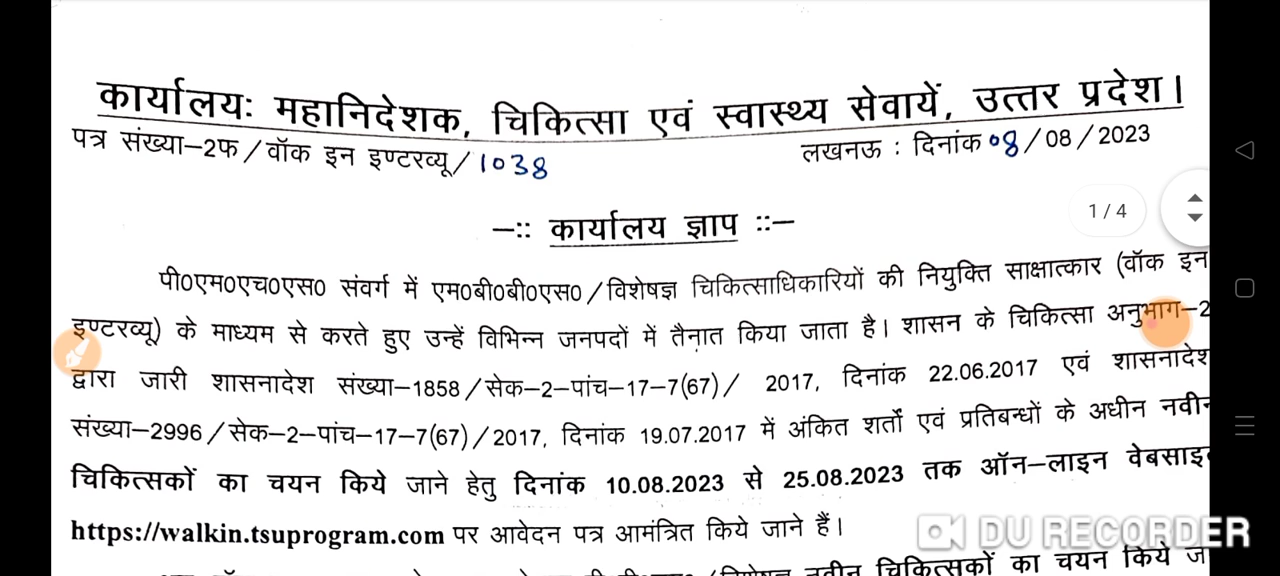 कार्यालयः महानिदेशक, चिकित्सा एवं स्वास्थ्य सेवायें, उत्तर प्रदेश।
पत्र संख्या–2फ/वॉक इन इण्टरव्यू/1038 लखनऊ : दिनांक 08/08/2023
1/4
–:: कार्यालय ज्ञाप ::–
पी0एम0एच0एस0 संवर्ग में एम0बी0बी0एस0/विशेषज्ञ चिकित्साधिकारियों की नियुक्ति साक्षात्कार (वॉक इन
इण्टरव्यू) के माध्यम से करते हुए उन्हें विभिन्न जनपदों में तैनात किया जाता है। शासन के चिकित्सा अनुभाग–2
द्वारा जारी शासनादेश संख्या–1858/सेक–2–पांच–17–7(67)/ 2017, दिनांक 22.06.2017 एवं शासनादेश
संख्या–2996/सेक–2–पांच–17–7(67)/2017, दिनांक 19.07.2017 में अंकित शर्तों एवं प्रतिबन्धों के अधीन नवीन
चिकित्सकों का चयन किये जाने हेतु दिनांक 10.08.2023 से 25.08.2023 तक ऑन–लाइन वेबसाइट
https://walkin.tsuprogram.com पर आवेदन पत्र आमंत्रित किये जाने हैं।
नवीन चिकित्सकों का चयन किये
DU RECORDER